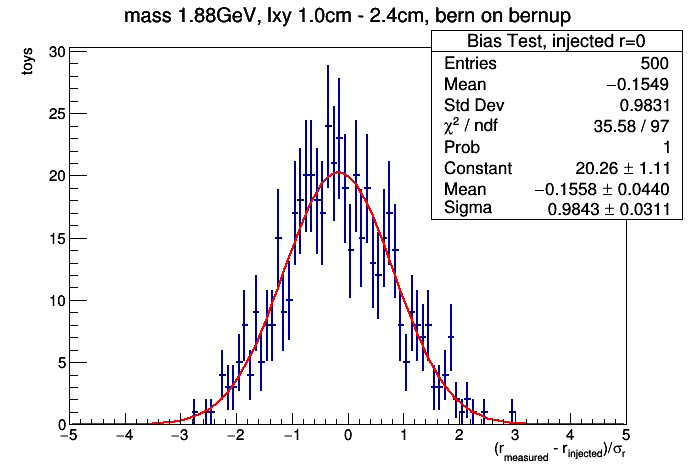 mass 1.88GeV, lxy 1.0cm - 2.4cm, bern on bernup
Bias Test, injected r=0
Entries 500
Mean −0.1549
Std Dev 0.9831
χ² / ndf 35.58 / 97
Prob 1
Constant 20.26 ± 1.11
Mean −0.1558 ± 0.0440
Sigma 0.9843 ± 0.0311
toys
30
25
20
15
10
5
0
−5 −4 −3 −2 −1 0 1 2 3 4 5
(r_measured - r_injected)/σ_r